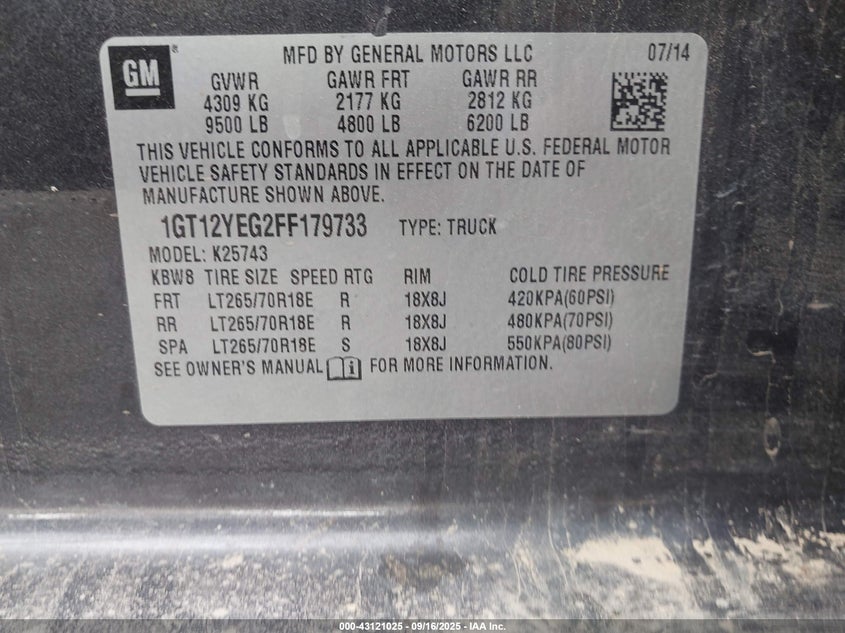 GM ® MFD BY GENERAL MOTORS LLC 07/14
GVWR GAWR FRT GAWR RR
4309 KG 2177 KG 2812 KG
9500 LB 4800 LB 6200 LB
THIS VEHICLE CONFORMS TO ALL APPLICABLE U.S. FEDERAL MOTOR
VEHICLE SAFETY STANDARDS IN EFFECT ON THE DATE OF
MANUFACTURE SHOWN ABOVE.
1GT12YEG2FF179733 TYPE: TRUCK
MODEL: K25743
KBW8 TIRE SIZE SPEED RTG RIM COLD TIRE PRESSURE
FRT LT265/70R18E R 18X8J 420KPA(60PSI)
RR LT265/70R18E R 18X8J 480KPA(70PSI)
SPA LT265/70R18E S 18X8J 550KPA(80PSI)
SEE OWNER'S MANUAL i FOR MORE INFORMATION.
000-43121025 - 09/16/2025 - IAA Inc.